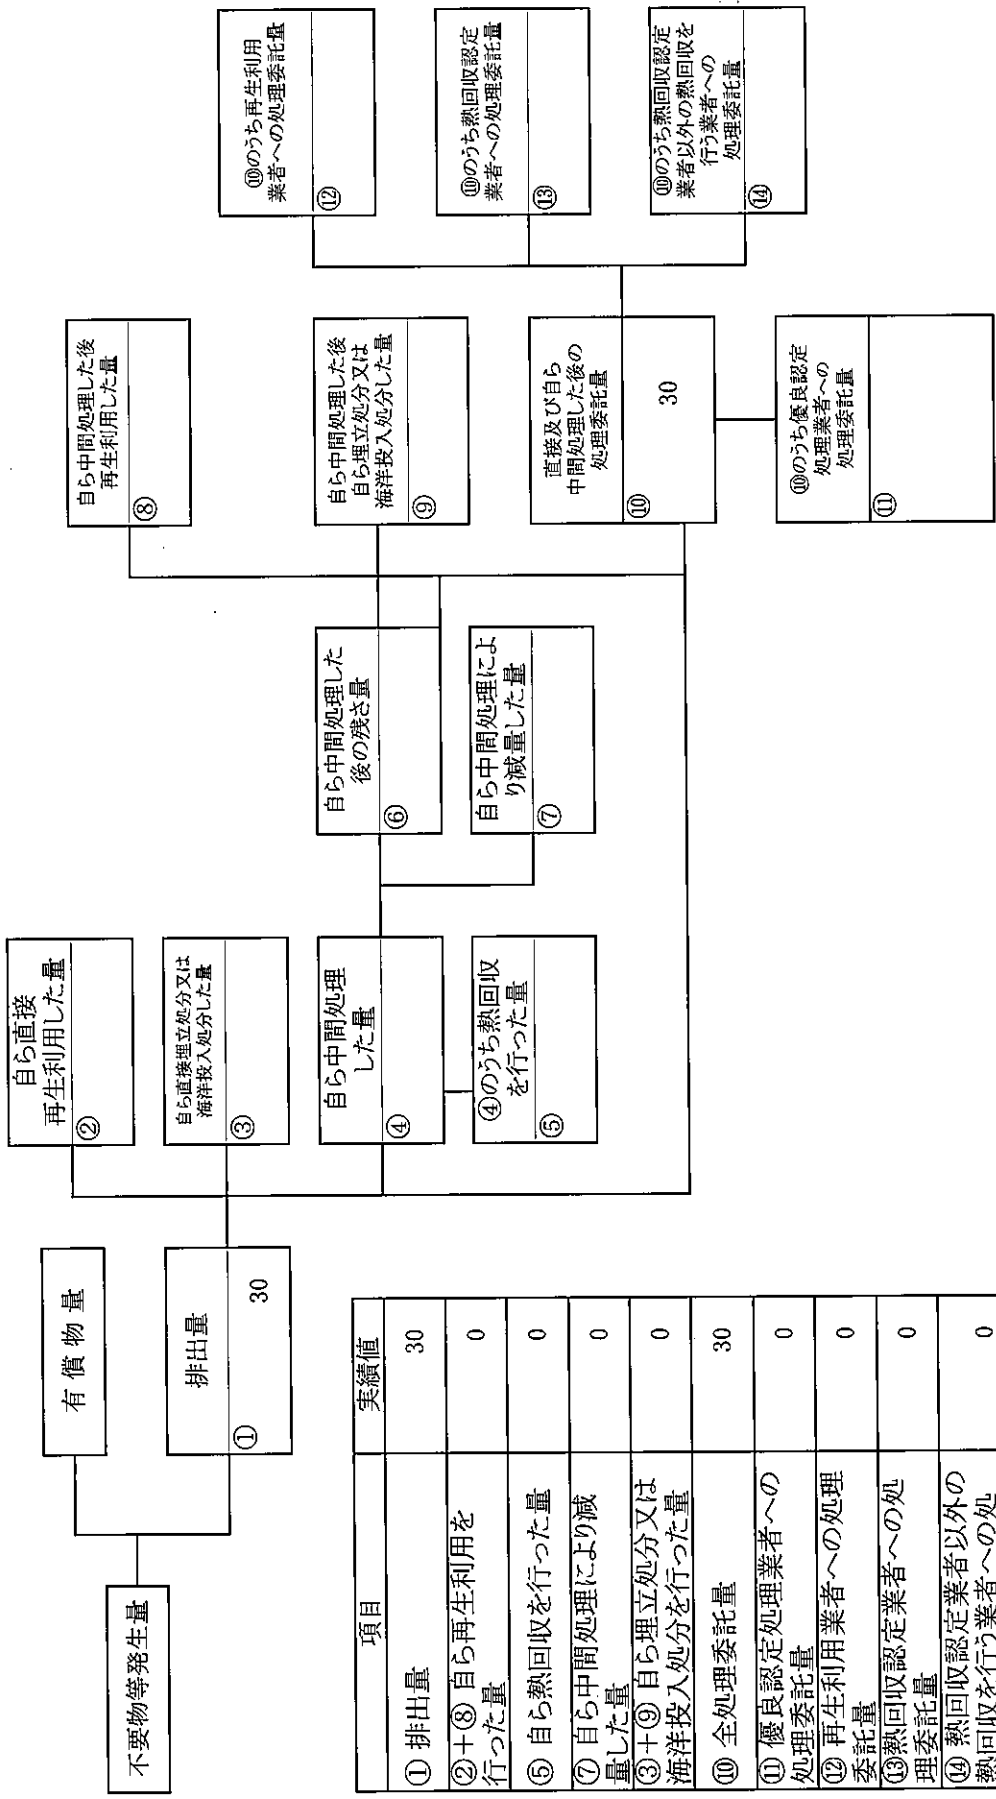 不要物等発生量
有償物量
排出量
①
30
自ら直接
再生利用した量
②
自ら直接埋立処分又は
海洋投入処分した量
③
自ら中間処理
した量
④
④のうち熱回収
を行った量
⑤
自ら中間処理した
後の残さ量
⑥
自ら中間処理によ
り減量した量
⑦
自ら中間処理した後
再生利用した量
⑧
自ら中間処理した後
自ら埋立処分又は
海洋投入処分した量
⑨
直接及び自ら
中間処理した後の
処理委託量
⑩
30
⑩のうち優良認定
処理業者への
処理委託量
⑪
⑩のうち再生利用
業者への処理委託量
⑫
⑩のうち熱回収認定
業者への処理委託量
⑬
⑩のうち熱回収認定
業者以外の熱回収を
行う業者への
処理委託量
⑭
項目 実績値
①排出量 30
②+⑧ 自ら再生利用を
行った量 0
⑤ 自ら熱回収を行った量 0
⑦ 自ら中間処理により減
量した量 0
③+⑨ 自ら埋立処分又は
海洋投入処分を行った量 0
⑩ 全処理委託量 30
⑪ 優良認定処理業者への
処理委託量 0
⑫ 再生利用業者への処理
委託量 0
⑬熱回収認定業者への処
理委託量 0
⑭ 熱回収認定業者以外の
熱回収を行う業者への処 0